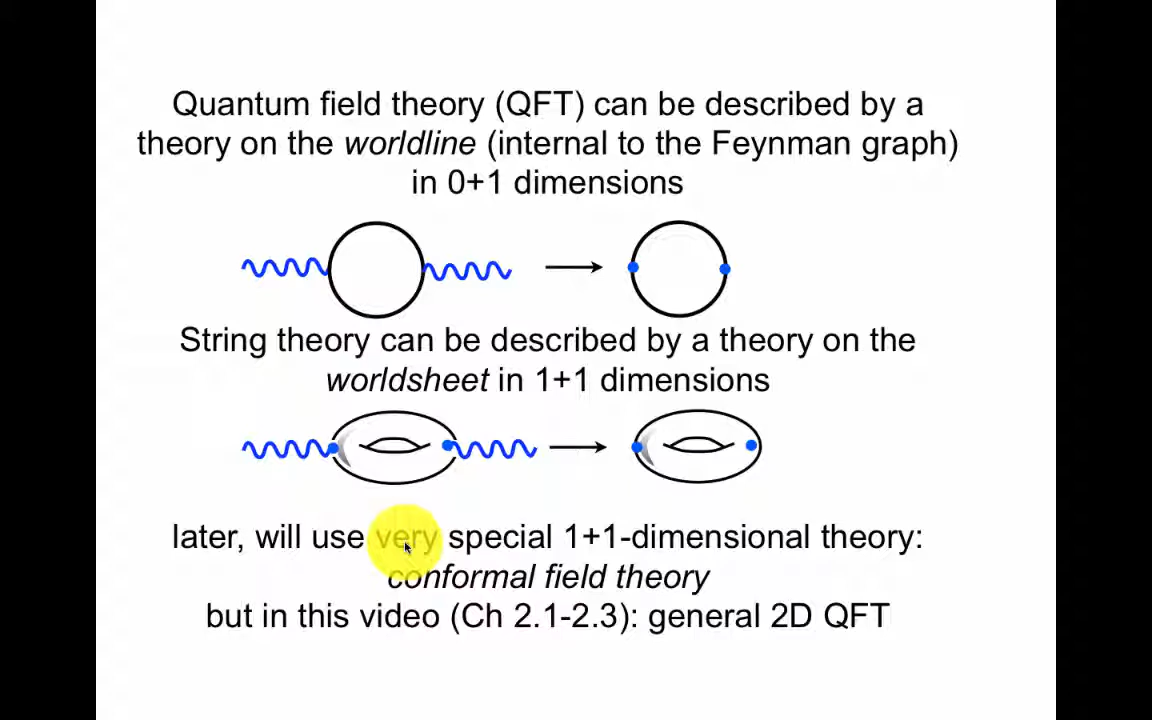 Quantum field theory (QFT) can be described by a
theory on the worldline (internal to the Feynman graph)
in 0+1 dimensions
String theory can be described by a theory on the
worldsheet in 1+1 dimensions
later, will use very special 1+1-dimensional theory:
conformal field theory
but in this video (Ch 2.1-2.3): general 2D QFT